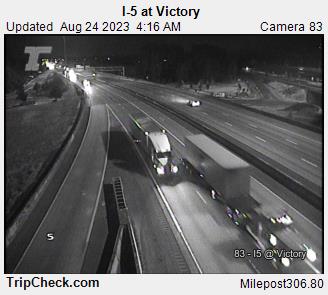 I-5 at Victory
Updated Aug 24 2023 4:16 AM Camera 83
83 - I5 @ Victory
TripCheck.com Milepost306.80